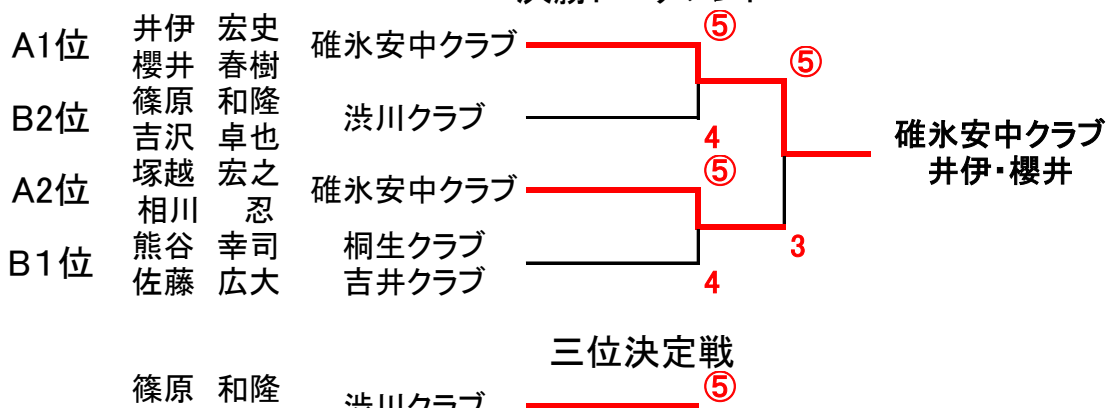 ⑤
A1位 井伊 宏史 碓氷安中クラブ
櫻井 春樹
⑤
B2位 篠原 和隆 渋川クラブ
吉沢 卓也
4
碓氷安中クラブ
井伊・櫻井
⑤
A2位 塚越 宏之 碓氷安中クラブ
相川 忍
3
B1位 熊谷 幸司 桐生クラブ
佐藤 広大 吉井クラブ
4
三位決定戦
⑤
篠原 和隆
渋川クラブ